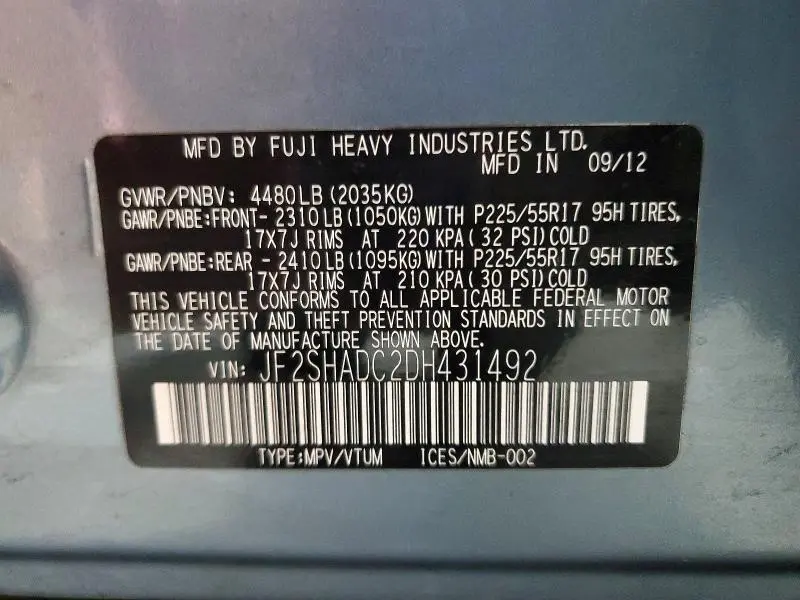 MFD BY FUJI HEAVY INDUSTRIES LTD.
MFD IN 09/12
GVWR/PNBV: 4480LB (2035KG)
GAWR/PNBE:FRONT- 2310LB (1050KG) WITH P225/55R17 95H TIRES,
17X7J RIMS AT 220 KPA ( 32 PSI) COLD
GAWR/PNBE:REAR - 2410LB (1095KG) WITH P225/55R17 95H TIRES,
17X7J RIMS AT 210 KPA ( 30 PSI) COLD
THIS VEHICLE CONFORMS TO ALL APPLICABLE FEDERAL MOTOR
VEHICLE SAFETY AND THEFT PREVENTION STANDARDS IN EFFECT ON
THE DATE OF MANUFACTURE SHOWN ABOVE.
VIN: JF2SHADC2DH431492
TYPE:MPV/VTUM ICES/NMB-002